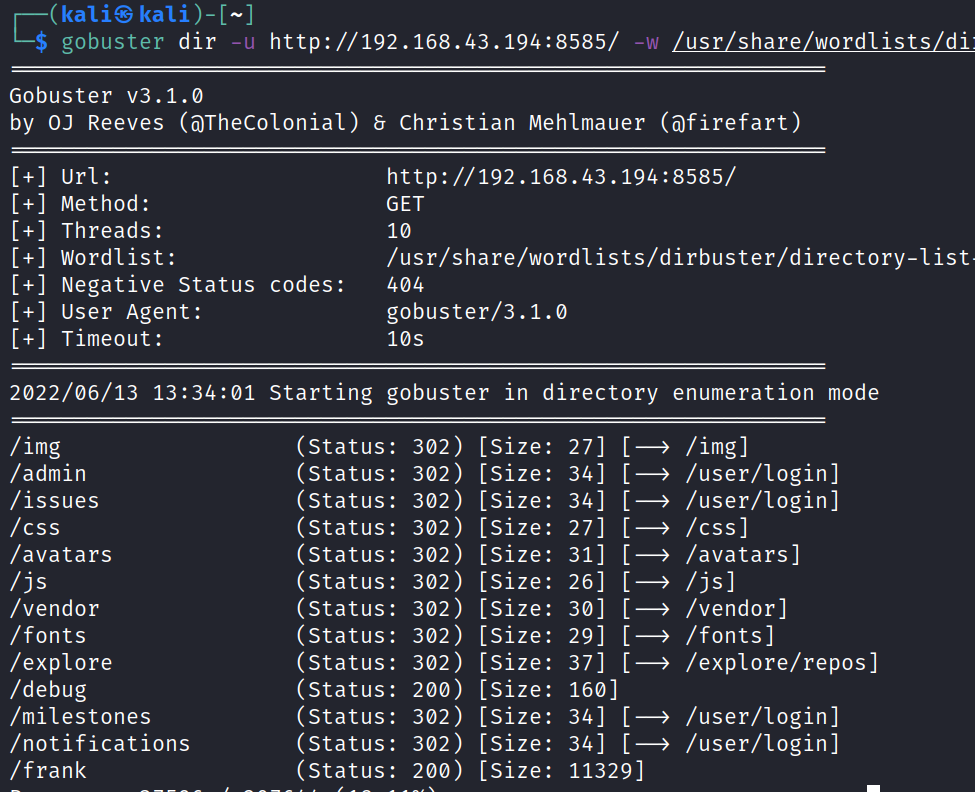 ┌──(kali㉿kali)-[~]
└─$ gobuster dir -u http://192.168.43.194:8585/ -w /usr/share/wordlists/di
===============================================================
Gobuster v3.1.0
by OJ Reeves (@TheColonial) & Christian Mehlmauer (@firefart)
===============================================================
[+] Url:                     http://192.168.43.194:8585/
[+] Method:                  GET
[+] Threads:                 10
[+] Wordlist:                /usr/share/wordlists/dirbuster/directory-list-
[+] Negative Status codes:   404
[+] User Agent:              gobuster/3.1.0
[+] Timeout:                 10s
===============================================================
2022/06/13 13:34:01 Starting gobuster in directory enumeration mode
===============================================================
/img                  (Status: 302) [Size: 27] [--> /img]
/admin                (Status: 302) [Size: 34] [--> /user/login]
/issues               (Status: 302) [Size: 34] [--> /user/login]
/css                  (Status: 302) [Size: 27] [--> /css]
/avatars              (Status: 302) [Size: 31] [--> /avatars]
/js                   (Status: 302) [Size: 26] [--> /js]
/vendor               (Status: 302) [Size: 30] [--> /vendor]
/fonts                (Status: 302) [Size: 29] [--> /fonts]
/explore              (Status: 302) [Size: 37] [--> /explore/repos]
/debug                (Status: 200) [Size: 160]
/milestones           (Status: 302) [Size: 34] [--> /user/login]
/notifications        (Status: 302) [Size: 34] [--> /user/login]
/frank                (Status: 200) [Size: 11329]